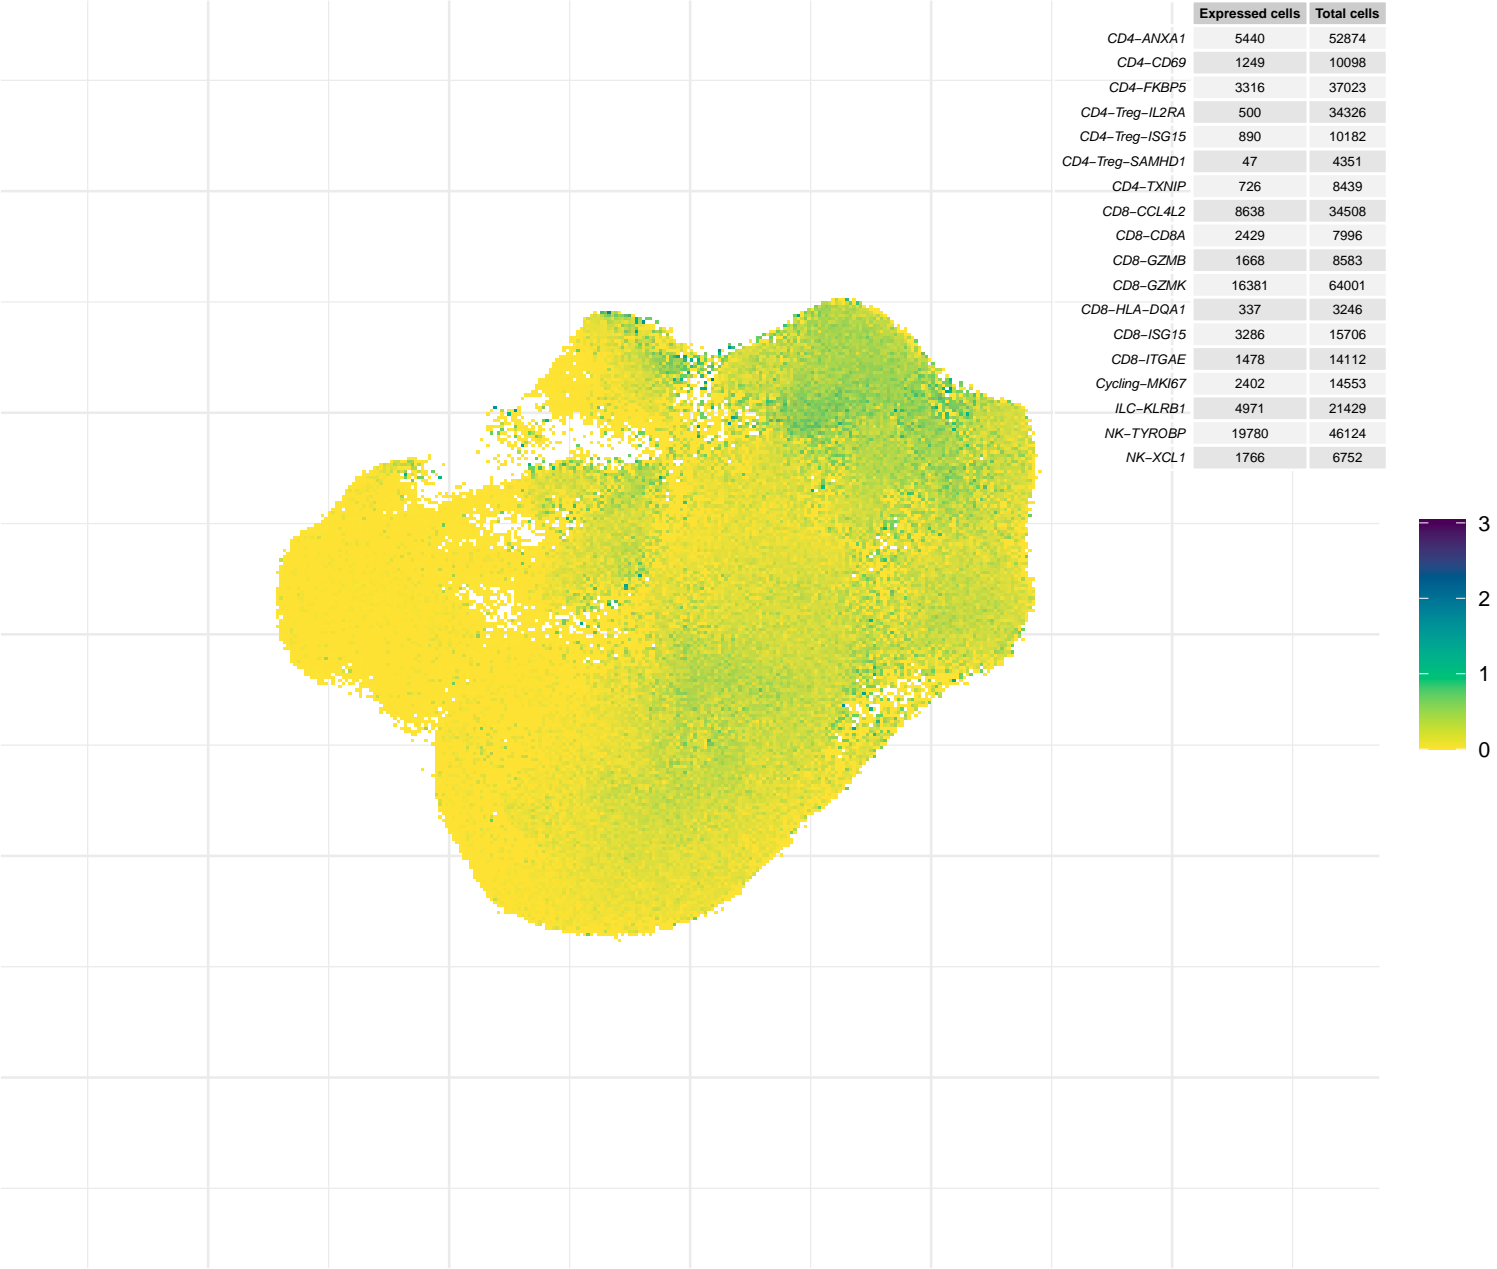 Expressed cells Total cells
CD4−ANXA1 5440 52874
CD4−CD69 1249 10098
CD4−FKBP5 3316 37023
CD4−Treg−IL2RA 500 34326
CD4−Treg−ISG15 890 10182
CD4−Treg−SAMHD1 47 4351
CD4−TXNIP 726 8439
CD8−CCL4L2 8638 34508
CD8−CD8A 2429 7996
CD8−GZMB 1668 8583
CD8−GZMK 16381 64001
CD8−HLA−DQA1 337 3246
CD8−ISG15 3286 15706
CD8−ITGAE 1478 14112
Cycling−MKI67 2402 14553
ILC−KLRB1 4971 21429
NK−TYROBP 19780 46124
NK−XCL1 1766 6752
3
2
1
0